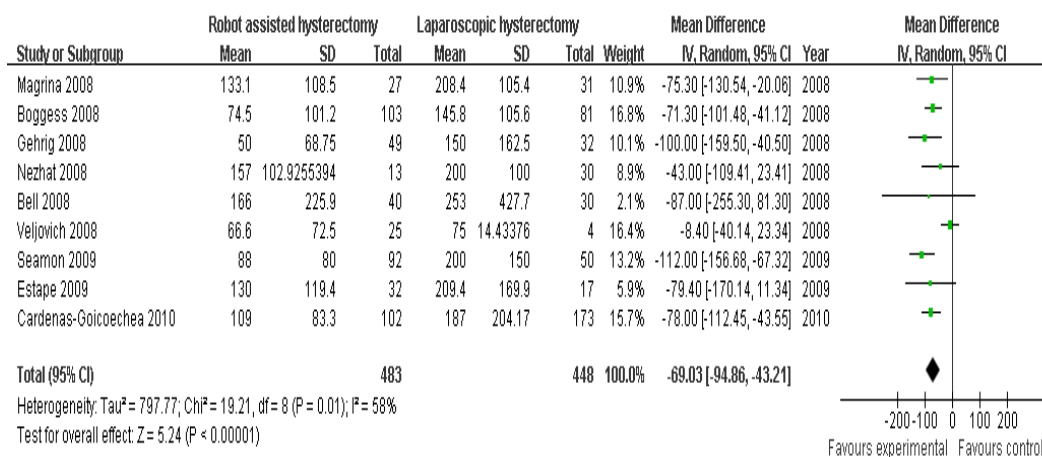 Robot assisted hysterectomy Laparoscopic hysterectomy Mean Difference Mean Difference
Study or Subgroup Mean SD Total Mean SD Total Weight IV, Random, 95% CI Year IV, Random, 95% CI
Magrina 2008 133.1 108.5 27 208.4 105.4 31 10.9% -75.30 [-130.54, -20.06] 2008
Boggess 2008 74.5 101.2 103 145.8 105.6 81 16.8% -71.30 [-101.48, -41.12] 2008
Gehrig 2008 50 68.75 49 150 162.5 32 10.1% -100.00 [-159.50, -40.50] 2008
Nezhat 2008 157 102.9255394 13 200 100 30 8.9% -43.00 [-109.41, 23.41] 2008
Bell 2008 166 225.9 40 253 427.7 30 2.1% -87.00 [-255.30, 81.30] 2008
Veljovich 2008 66.6 72.5 25 75 14.43376 4 16.4% -8.40 [-40.14, 23.34] 2008
Seamon 2009 88 80 92 200 150 50 13.2% -112.00 [-156.68, -67.32] 2009
Estape 2009 130 119.4 32 209.4 169.9 17 5.9% -79.40 [-170.14, 11.34] 2009
Cardenas-Goicoechea 2010 109 83.3 102 187 204.17 173 15.7% -78.00 [-112.45, -43.55] 2010
Total (95% CI) 483 448 100.0% -69.03 [-94.86, -43.21]
Heterogeneity: Tau² = 797.77; Chi² = 19.21, df = 8 (P = 0.01); I² = 58%
Test for overall effect: Z = 5.24 (P < 0.00001)
-200 -100 0 100 200
Favours experimental Favours control